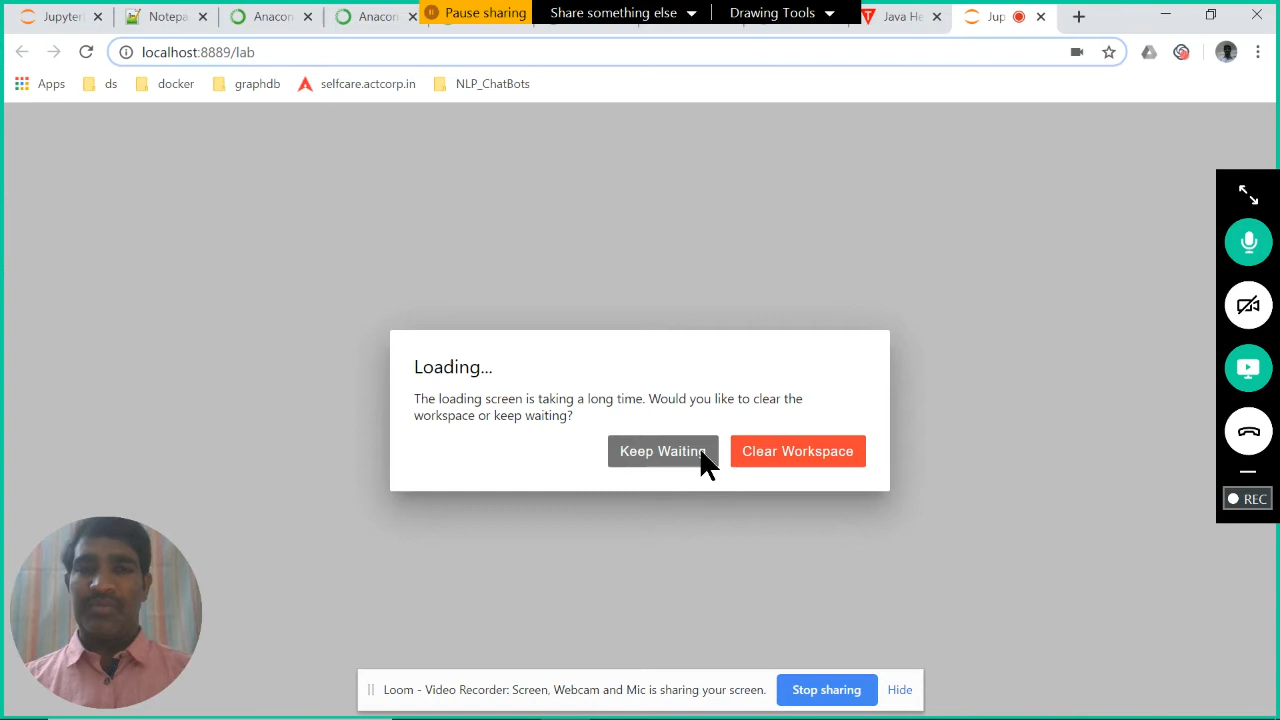 Jupyter
Notepa
Anacon
Anacon
Pause sharing
Share something else
Drawing Tools
Java He
Jup
localhost:8889/lab
Apps
ds
docker
graphdb
selfcare.actcorp.in
NLP_ChatBots
Loading...
The loading screen is taking a long time. Would you like to clear the
workspace or keep waiting?
Keep Waiting
Clear Workspace
REC
Loom - Video Recorder: Screen, Webcam and Mic is sharing your screen.
Stop sharing
Hide